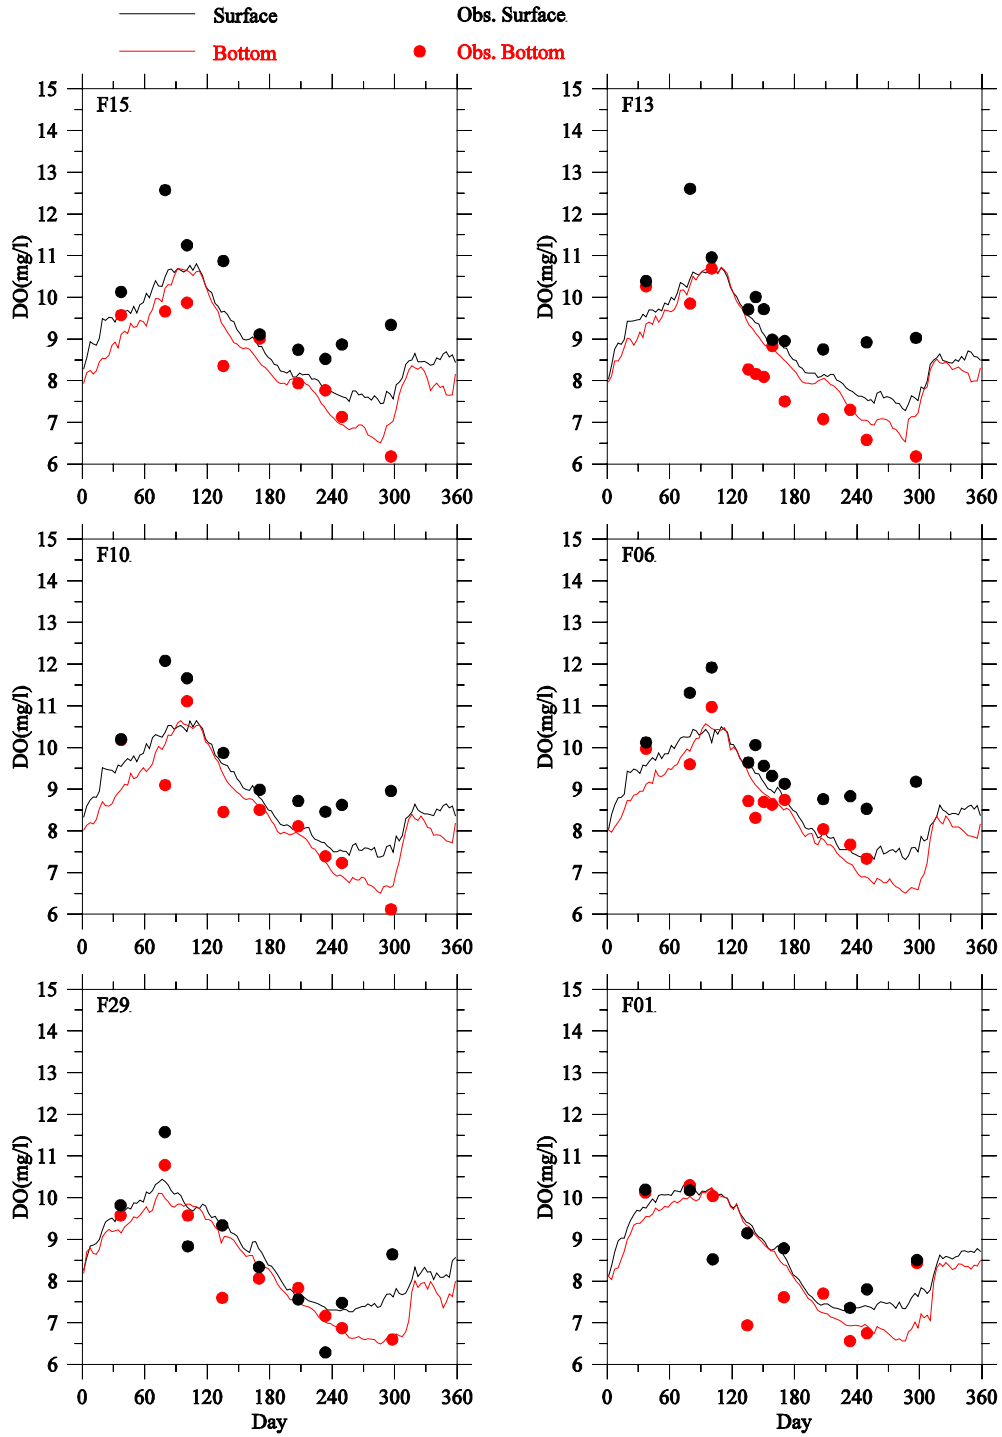 Surface Obs. Surface.
Bottom Obs. Bottom
F15. F13
15 14 13 12 11 10 9 8 7 6
DO(mg/l)
0 60 120 180 240 300 360
15 14 13 12 11 10 9 8 7 6
DO(mg/l)
0 60 120 180 240 300 360
F10. F06.
15 14 13 12 11 10 9 8 7 6
DO(mg/l)
0 60 120 180 240 300 360
15 14 13 12 11 10 9 8 7 6
DO(mg/l)
0 60 120 180 240 300 360
F29. F01.
15 14 13 12 11 10 9 8 7 6
DO(mg/l)
0 60 120 180 240 300 360
Day
15 14 13 12 11 10 9 8 7 6
DO(mg/l)
0 60 120 180 240 300 360
Day